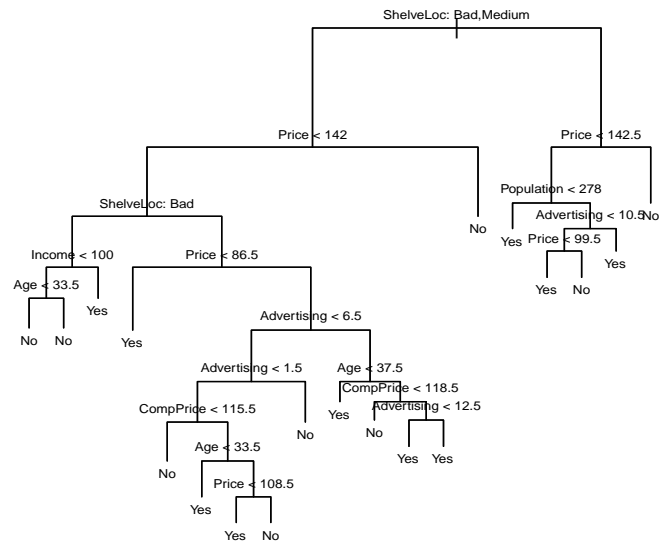 ShelveLoc: Bad,Medium
Price < 142
Price < 142.5
ShelveLoc: Bad
Population < 278
No
Advertising < 10.5
No
Yes
Price < 99.5
Income < 100
Price < 86.5
Yes
Age < 33.5
Yes
No
Yes
No
No
Yes
Advertising < 6.5
Advertising < 1.5
Age < 37.5
CompPrice < 118.5
CompPrice < 115.5
Yes
Advertising < 12.5
No
No
Age < 33.5
Yes
Yes
No
Price < 108.5
Yes
Yes
No